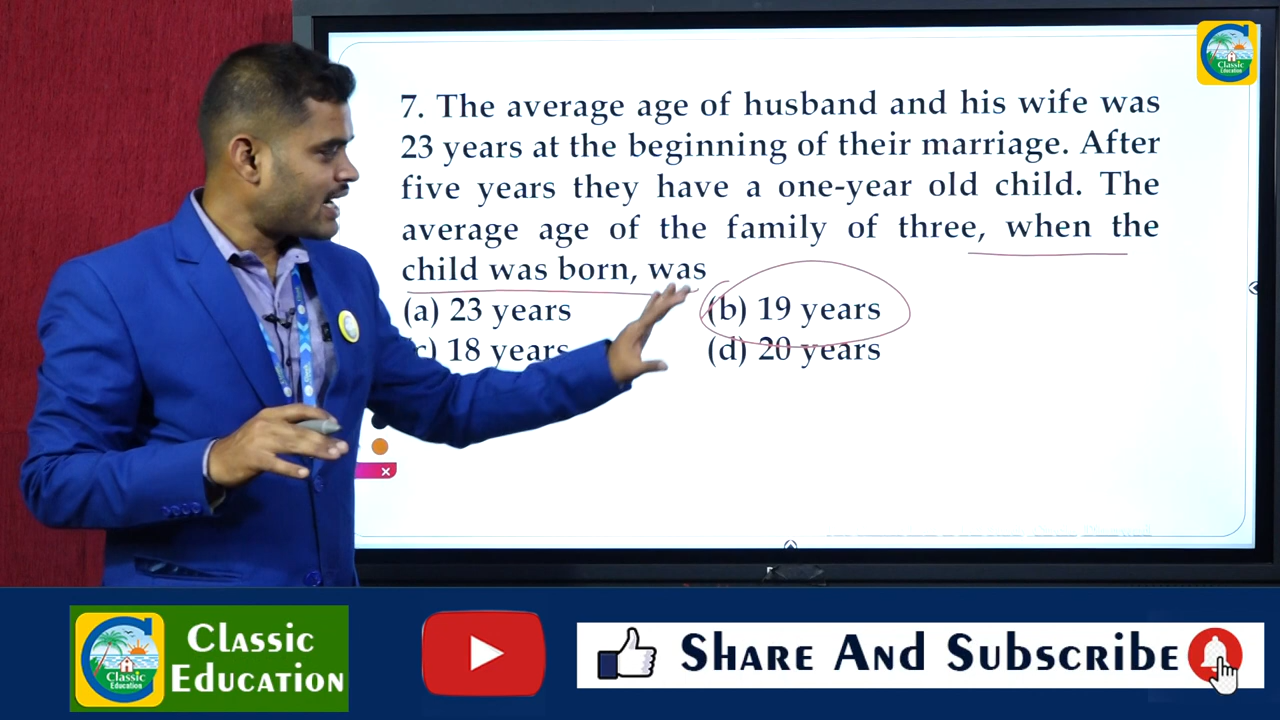 Classic
Education
7. The average age of husband and his wife was
23 years at the beginning of their marriage. After
five years they have a one-year old child. The
average age of the family of three, when the
child was born, was
(a) 23 years (b) 19 years
(c) 18 years (d) 20 years
Classic
Education
Classic
Education
Share And Subscribe